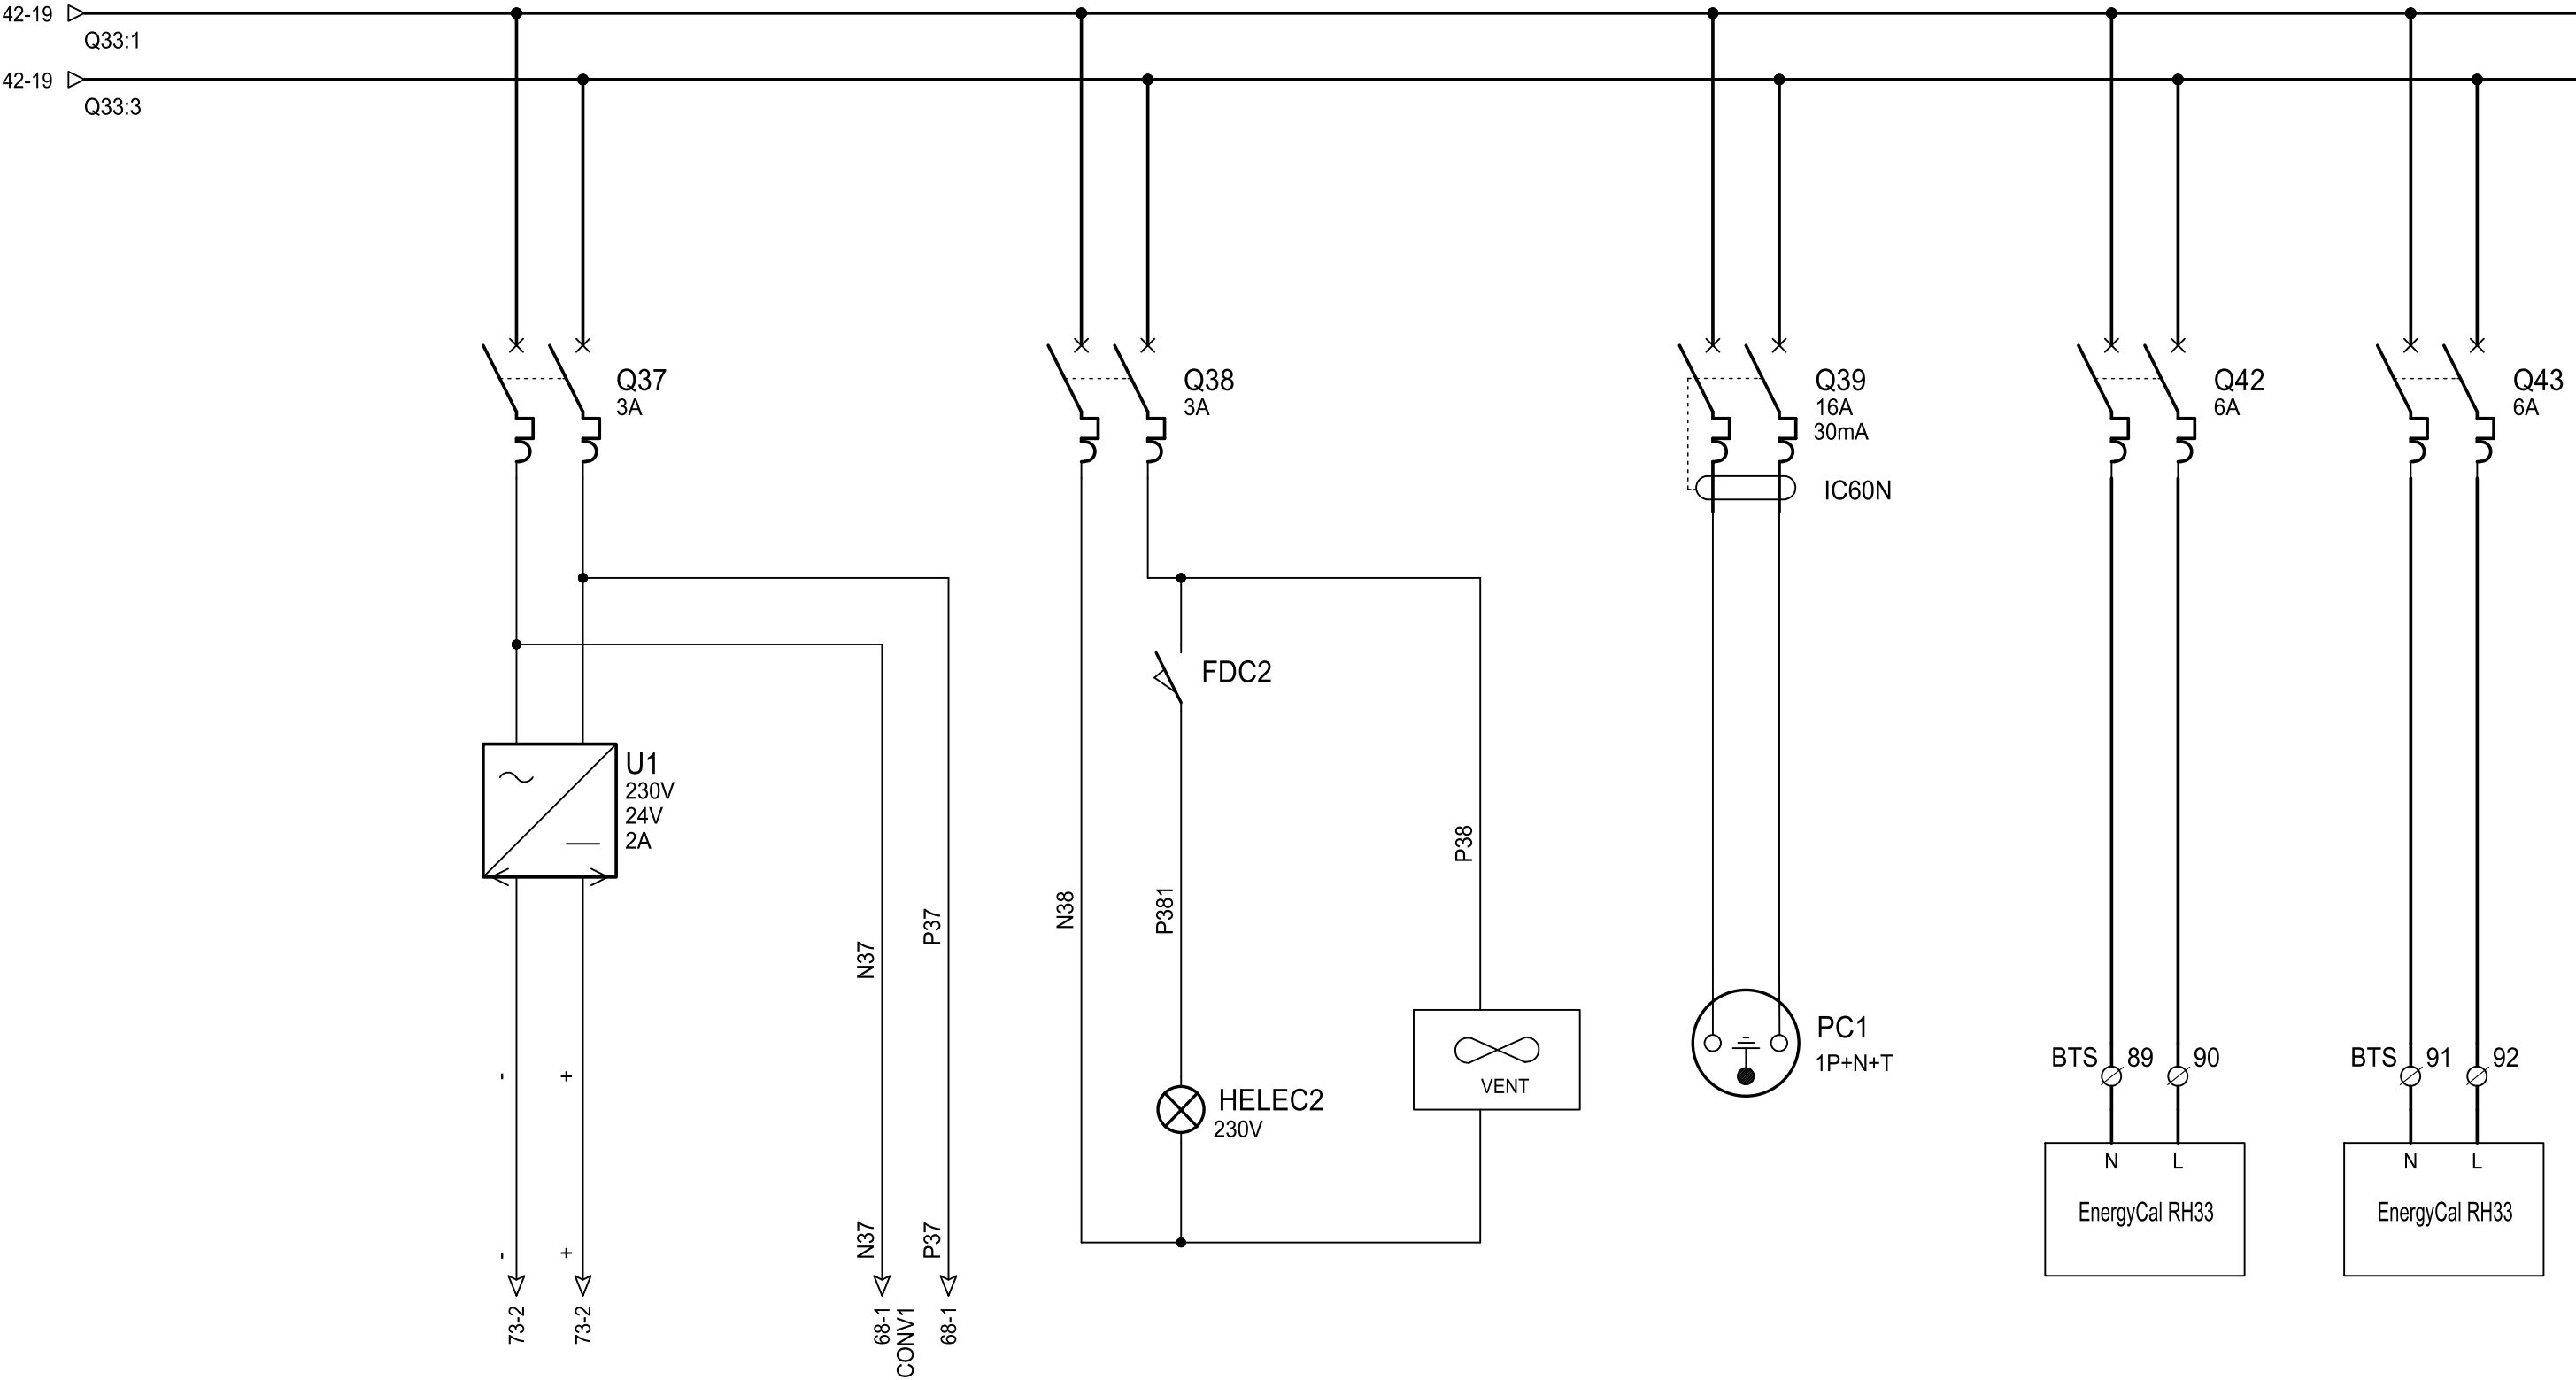 42-19
Q33:1
42-19
Q33:3
Q37
3A
Q38
3A
Q39
16A
30mA
IC60N
Q42
6A
Q43
6A
FDC2
U1
230V
24V
2A
N37
P37
N38
P381
P38
-
+
HELEC2
230V
VENT
PC1
1P+N+T
BTS 89 90
BTS 91 92
N L
EnergyCal RH33
N L
EnergyCal RH33
-
+
N37
P37
73-2
73-2
68-1
CONV1
68-1